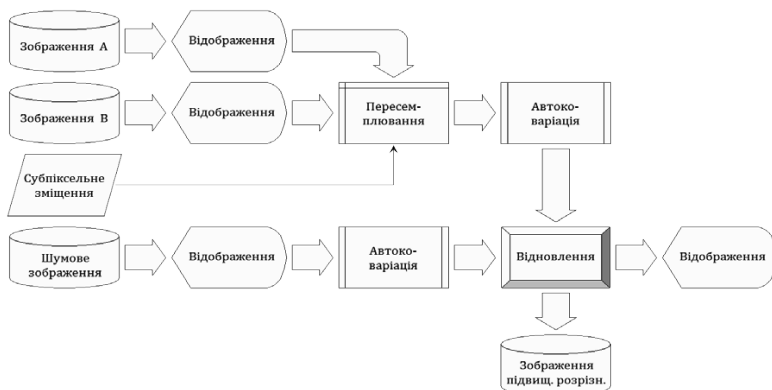 Зображення A
Відображення
Зображення B
Відображення
Пересем-
плювання
Автоко-
варіація
Субпіксельне
зміщення
Шумове
зображення
Відображення
Автоко-
варіація
Відновлення
Відображення
Зображення
підвищ. розрізн.